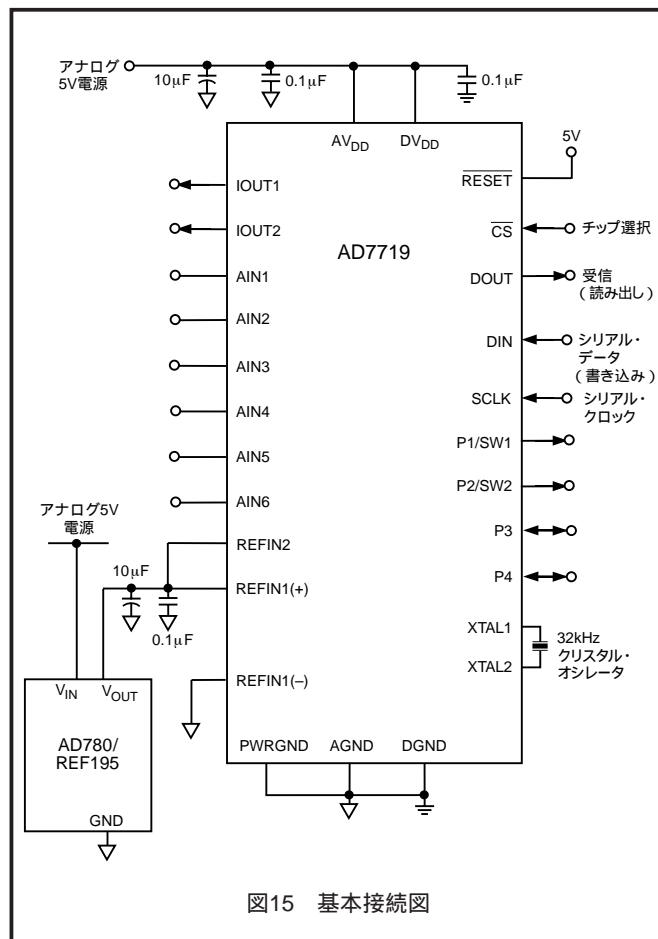 アナログ
5V電源
10μF
0.1μF
0.1μF
AVDD
DVDD
5V
RESET
IOUT1
CS
チップ選択
IOUT2
AD7719
DOUT
受信
(読み出し)
AIN1
AIN2
DIN
シリアル・
データ
(書き込み)
AIN3
AIN4
SCLK
シリアル・
クロック
AIN5
P1/SW1
AIN6
P2/SW2
アナログ5V
電源
REFIN2
P3
10μF
REFIN1(+)
P4
0.1μF
XTAL1
32kHz
クリスタル・
オシレータ
XTAL2
REFIN1(–)
VIN
VOUT
AD780/
REF195
PWRGND
AGND
DGND
GND
図15 基本接続図